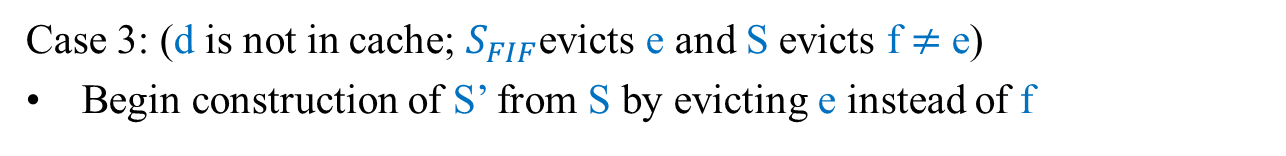 Case 3: (d is not in cache; S_FIF evicts e and S evicts f ≠ e)
• Begin construction of S’ from S by evicting e instead of f